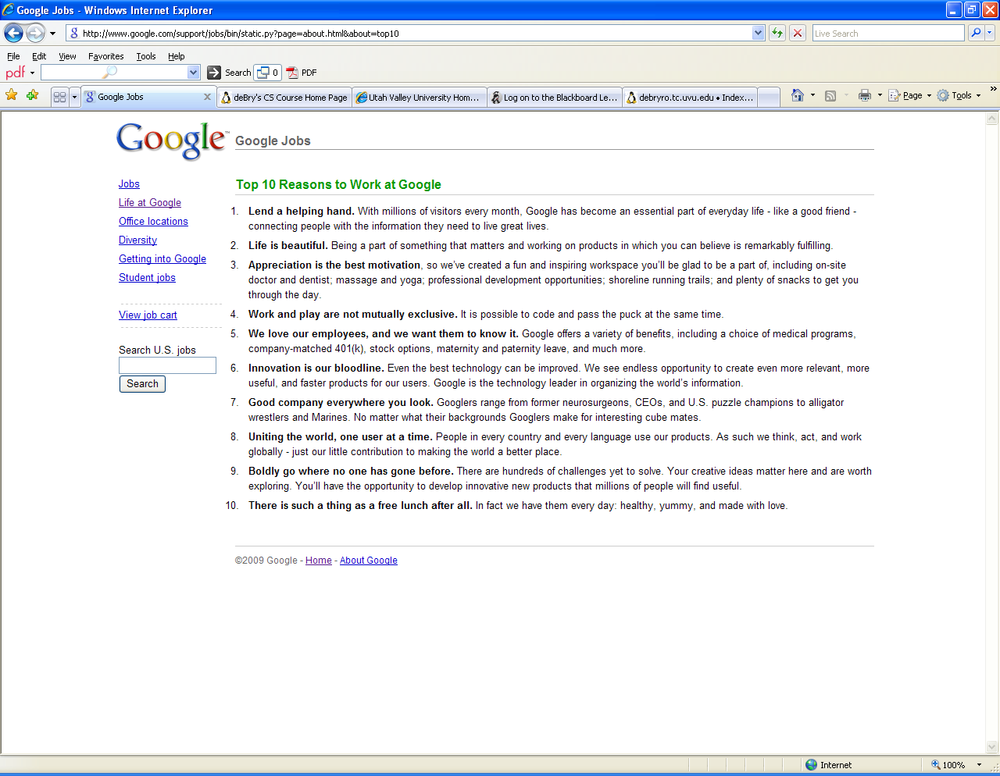 Google Jobs - Windows Internet Explorer
http://www.google.com/support/jobs/bin/static.py?page=about.html&about=top10
Live Search
File Edit View Favorites Tools Help
pdf Search 0 PDF
Google Jobs deBry's CS Course Home Page Utah Valley University Hom... Log on to the Blackboard Le... debryro.tc.uvu.edu • Index... Page Tools
Google™ Google Jobs
Jobs
Life at Google
Office locations
Diversity
Getting into Google
Student jobs
View job cart
Search U.S. jobs
Search
Top 10 Reasons to Work at Google
1. Lend a helping hand. With millions of visitors every month, Google has become an essential part of everyday life - like a good friend -
connecting people with the information they need to live great lives.
2. Life is beautiful. Being a part of something that matters and working on products in which you can believe is remarkably fulfilling.
3. Appreciation is the best motivation, so we've created a fun and inspiring workspace you'll be glad to be a part of, including on-site
doctor and dentist; massage and yoga; professional development opportunities; shoreline running trails; and plenty of snacks to get you
through the day.
4. Work and play are not mutually exclusive. It is possible to code and pass the puck at the same time.
5. We love our employees, and we want them to know it. Google offers a variety of benefits, including a choice of medical programs,
company-matched 401(k), stock options, maternity and paternity leave, and much more.
6. Innovation is our bloodline. Even the best technology can be improved. We see endless opportunity to create even more relevant, more
useful, and faster products for our users. Google is the technology leader in organizing the world's information.
7. Good company everywhere you look. Googlers range from former neurosurgeons, CEOs, and U.S. puzzle champions to alligator
wrestlers and Marines. No matter what their backgrounds Googlers make for interesting cube mates.
8. Uniting the world, one user at a time. People in every country and every language use our products. As such we think, act, and work
globally - just our little contribution to making the world a better place.
9. Boldly go where no one has gone before. There are hundreds of challenges yet to solve. Your creative ideas matter here and are worth
exploring. You'll have the opportunity to develop innovative new products that millions of people will find useful.
10. There is such a thing as a free lunch after all. In fact we have them every day: healthy, yummy, and made with love.
©2009 Google - Home - About Google
Internet 100%